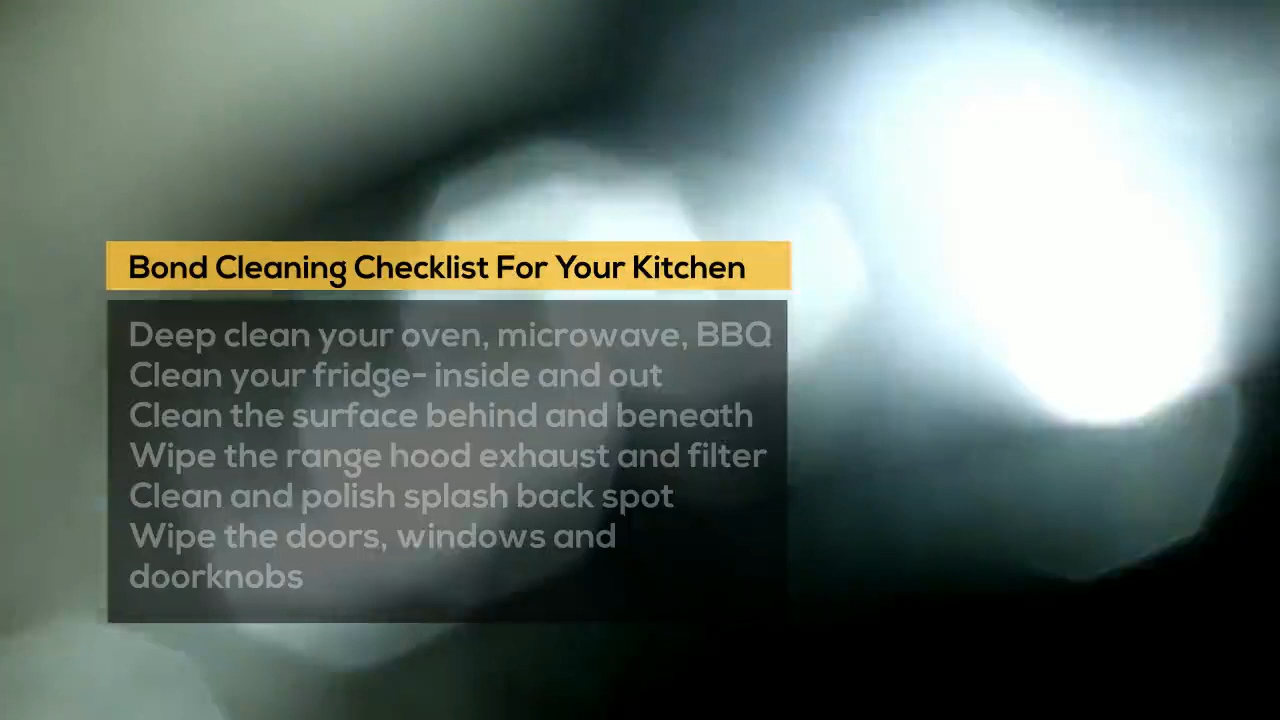 Bond Cleaning Checklist For Your Kitchen
Deep clean your oven, microwave, BBQ
Clean your fridge- inside and out
Clean the surface behind and beneath
Wipe the range hood exhaust and filter
Clean and polish splash back spot
Wipe the doors, windows and
doorknobs